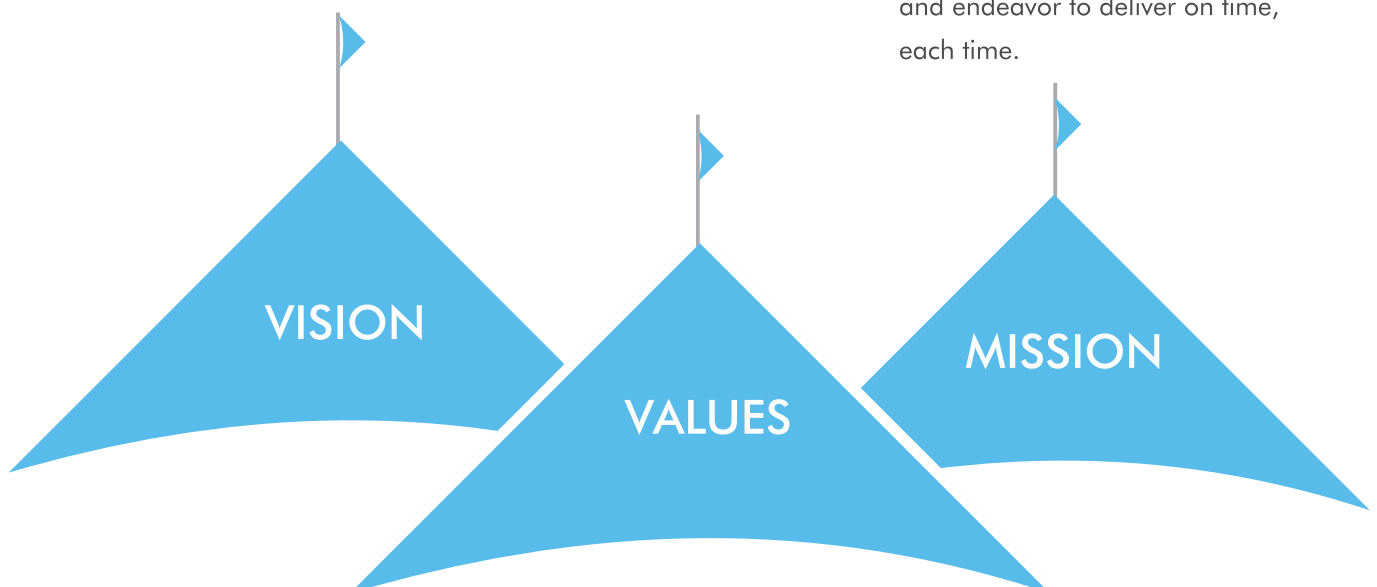 and endeavor to deliver on time,
each time.
VISION
MISSION
VALUES